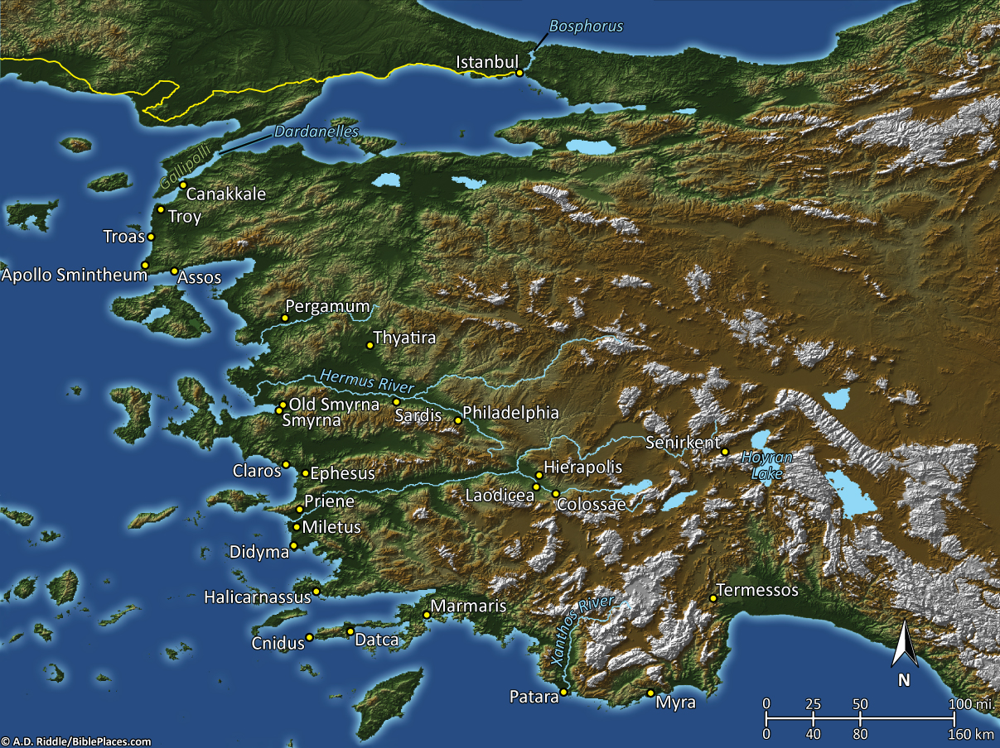 Bosphorus
Istanbul
Dardanelles
Gallipolli
Canakkale
Troy
Troas
Apollo Smintheum
Assos
Pergamum
Thyatira
Hermus River
Old Smyrna
Smyrna
Sardis
Philadelphia
Senirkent
Hoyran
Lake
Claros
Ephesus
Hierapolis
Laodicea
Colossae
Priene
Miletus
Didyma
Halicarnassus
Termessos
Marmaris
Xanthos River
Cnidus
Datca
N
Patara
Myra
0 25 50 100 mi.
0 40 80 160 km
© A.D. Riddle/BiblePlaces.com